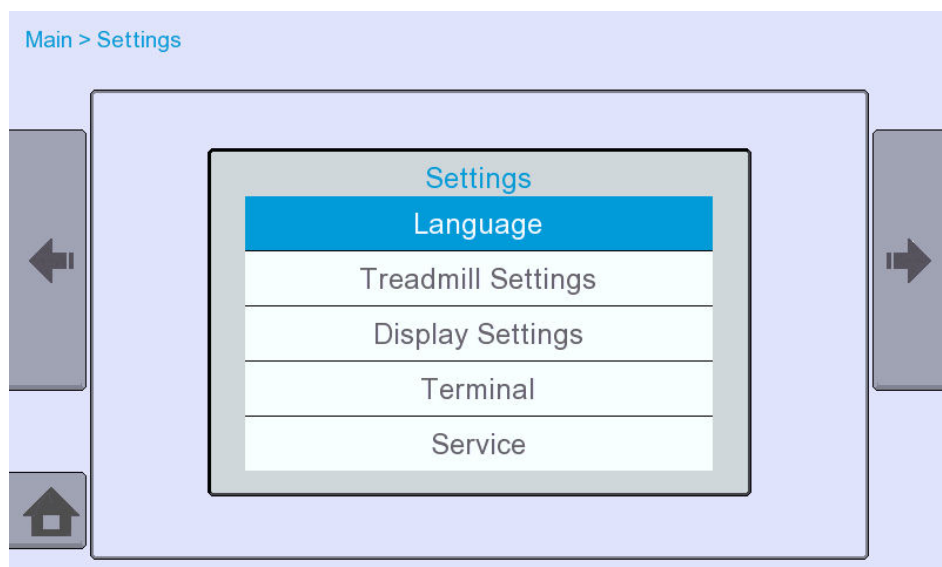 Main > Settings
Settings
Language
Treadmill Settings
Display Settings
Terminal
Service